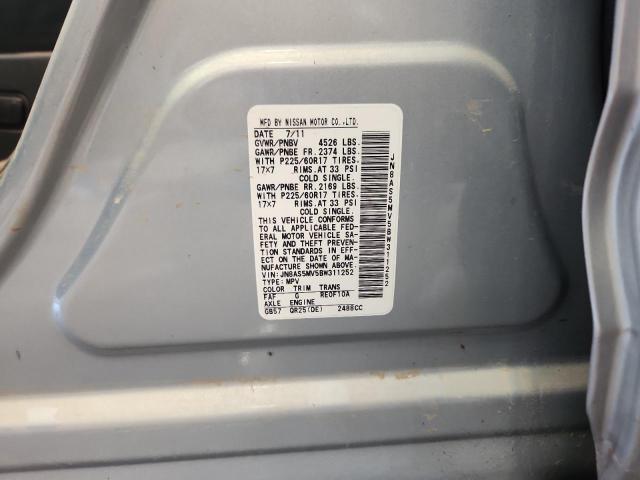 MFD BY NISSAN MOTOR CO.,LTD.
DATE 7/11
GVWR/PNBV 4526 LBS.
GAWR/PNBE FR. 2374 LBS.
WITH P225/60R17 TIRES.
17×7 RIMS.AT 33 PSI
COLD SINGLE.
GAWR/PNBE RR. 2169 LBS.
WITH P225/60R17 TIRES.
17×7 RIMS.AT 33 PSI
COLD SINGLE.
THIS VEHICLE CONFORMS
TO ALL APPLICABLE FED-
ERAL MOTOR VEHICLE SA-
FETY AND THEFT PREVEN-
TION STANDARDS IN EFF-
ECT ON THE DATE OF MA-
NUFACTURE SHOWN ABOVE.
VIN:JN8AS5MV5BW311252
TYPE:MPV
COLOR TRIM TRANS
FAF G RE0F10A
AXLE ENGINE
GB57 QR25(DE) 2488CC
JN8AS5MV5BW311252